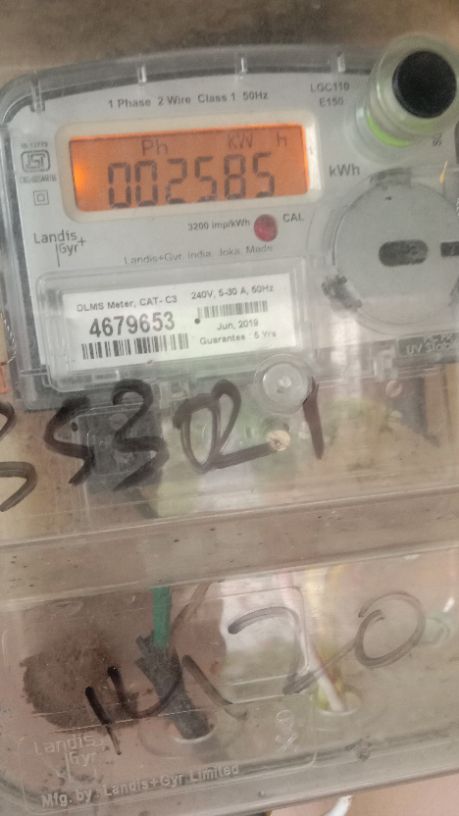 LGC110
E150
1 Phase 2 Wire Class 1 50Hz
Ph KW h
002585
kWh
3200 imp/kWh CAL
Landis
Gyr+
Landis+Gyr, India, Joka, Made
DLMS Meter, CAT- C3 240V, 5-30 A, 50Hz
4679653
Jun, 2019
Guarantee 5 Yrs
53021
20
Landis
Gyr
Mfg. by Landis+Gyr Limited